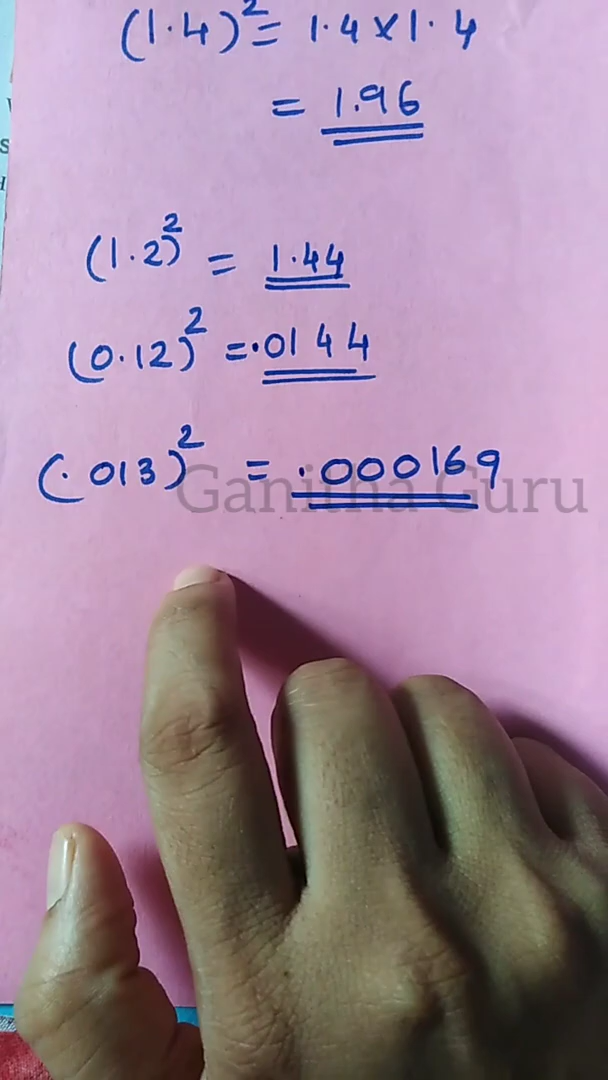 (1.4)² = 1.4 × 1.4
= 1.96
(1.2)² = 1.44
(0.12)² = .0144
(.013)² = .000169
Ganitha Guru